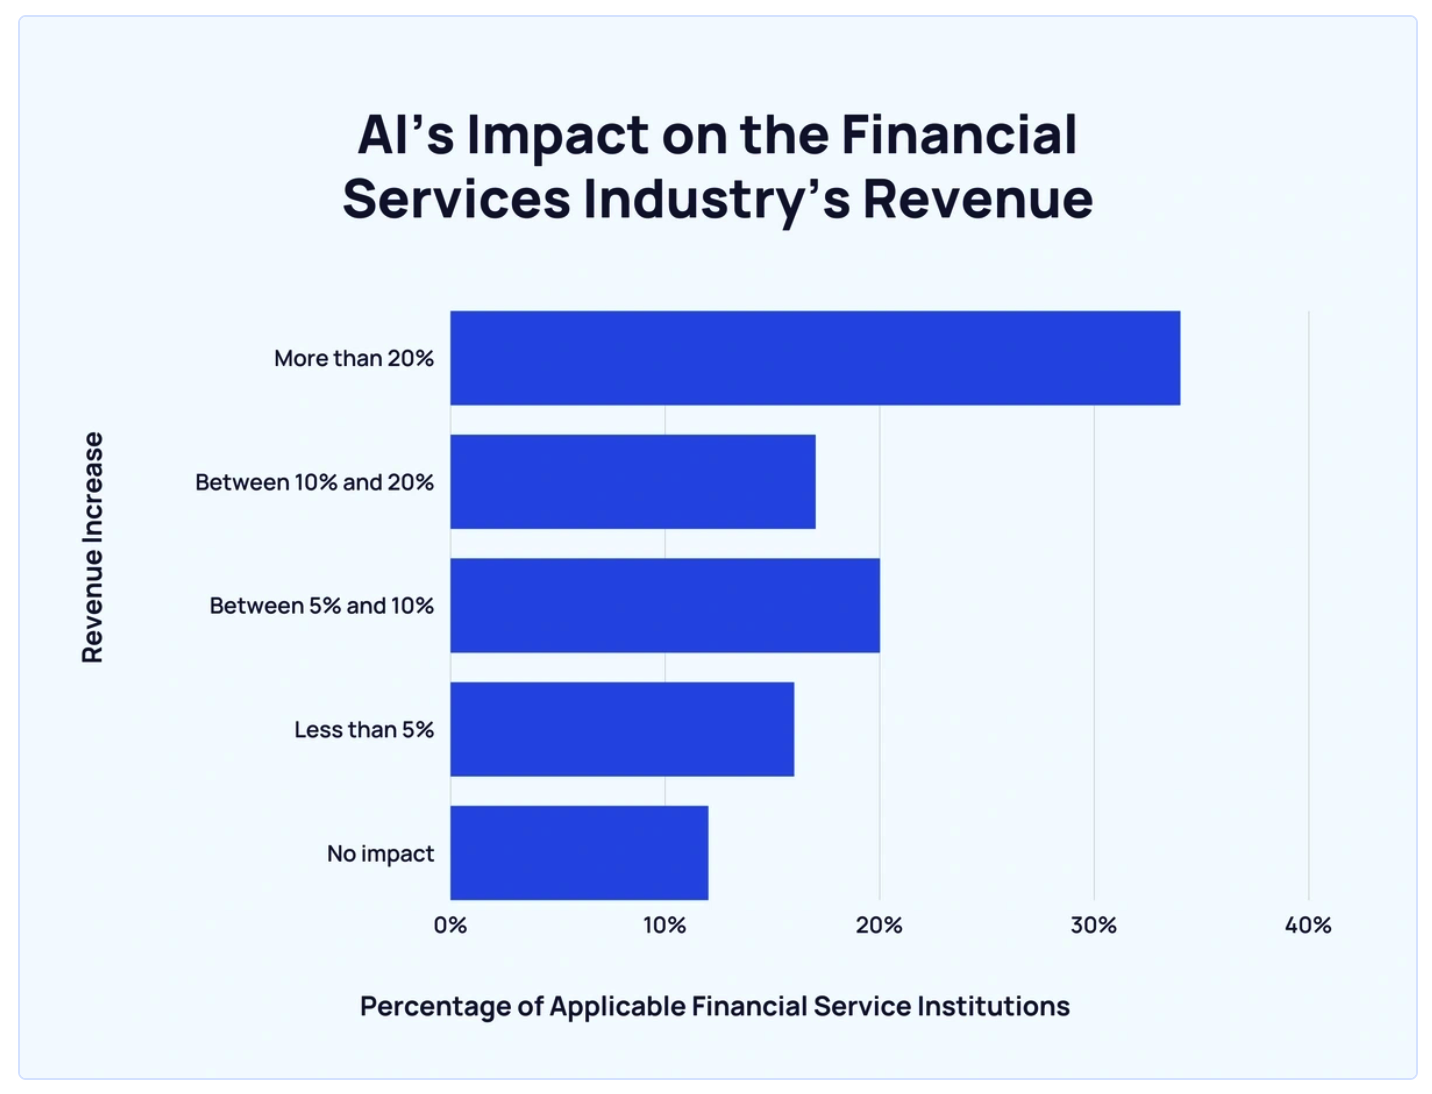 AI's Impact on the Financial
Services Industry's Revenue
Revenue Increase
More than 20%
Between 10% and 20%
Between 5% and 10%
Less than 5%
No impact
0% 10% 20% 30% 40%
Percentage of Applicable Financial Service Institutions